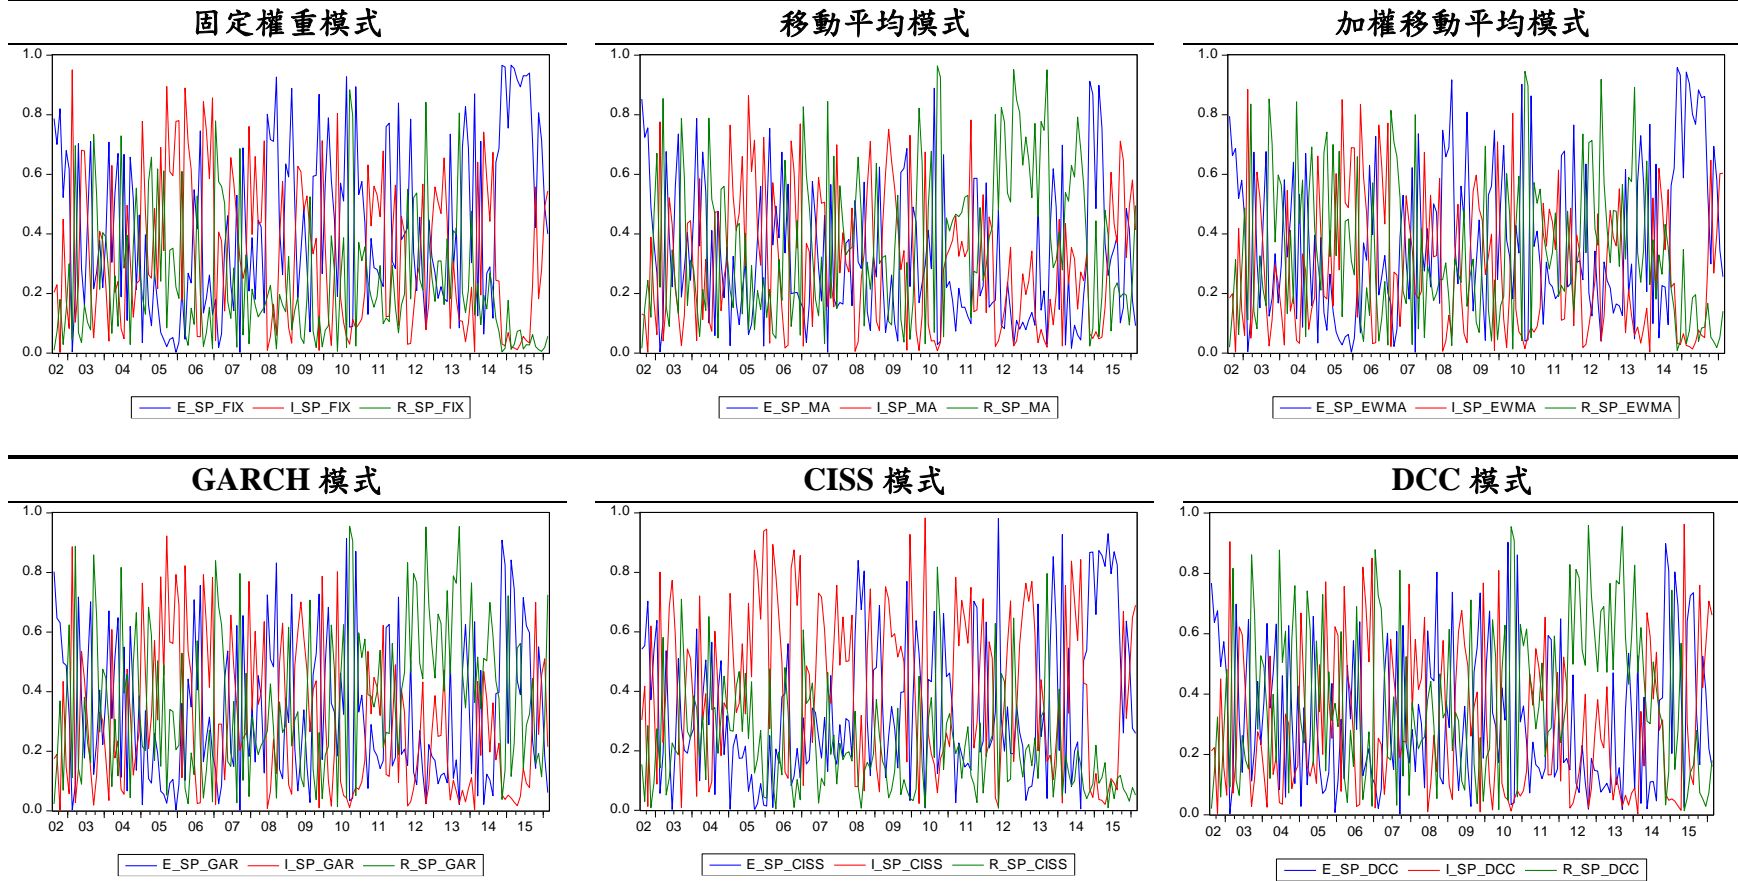 固定權重模式
移動平均模式
加權移動平均模式
1.0
0.8
0.6
0.4
0.2
0.0
02 03 04 05 06 07 08 09 10 11 12 13 14 15
E_SP_FIX I_SP_FIX R_SP_FIX
1.0
0.8
0.6
0.4
0.2
0.0
02 03 04 05 06 07 08 09 10 11 12 13 14 15
E_SP_MA I_SP_MA R_SP_MA
1.0
0.8
0.6
0.4
0.2
0.0
02 03 04 05 06 07 08 09 10 11 12 13 14 15
E_SP_EWMA I_SP_EWMA R_SP_EWMA
GARCH 模式
CISS 模式
DCC 模式
1.0
0.8
0.6
0.4
0.2
0.0
02 03 04 05 06 07 08 09 10 11 12 13 14 15
E_SP_GAR I_SP_GAR R_SP_GAR
1.0
0.8
0.6
0.4
0.2
0.0
02 03 04 05 06 07 08 09 10 11 12 13 14 15
E_SP_CISS I_SP_CISS R_SP_CISS
1.0
0.8
0.6
0.4
0.2
0.0
02 03 04 05 06 07 08 09 10 11 12 13 14 15
E_SP_DCC I_SP_DCC R_SP_DCC